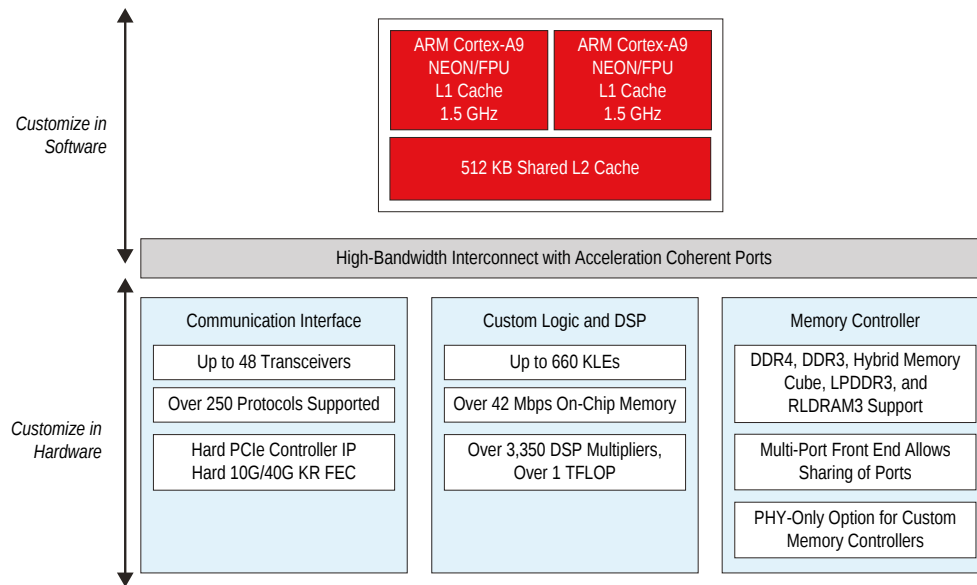 ARM Cortex-A9
NEON/FPU
L1 Cache
1.5 GHz
ARM Cortex-A9
NEON/FPU
L1 Cache
1.5 GHz
512 KB Shared L2 Cache
Customize in
Software
High-Bandwidth Interconnect with Acceleration Coherent Ports
Customize in
Hardware
Communication Interface
Up to 48 Transceivers
Over 250 Protocols Supported
Hard PCIe Controller IP
Hard 10G/40G KR FEC
Custom Logic and DSP
Up to 660 KLEs
Over 42 Mbps On-Chip Memory
Over 3,350 DSP Multipliers,
Over 1 TFLOP
Memory Controller
DDR4, DDR3, Hybrid Memory
Cube, LPDDR3, and
RLDRAM3 Support
Multi-Port Front End Allows
Sharing of Ports
PHY-Only Option for Custom
Memory Controllers